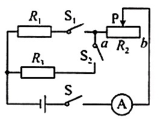 R₁ S₁ P
a R₂ b
R₃ S₂
S A